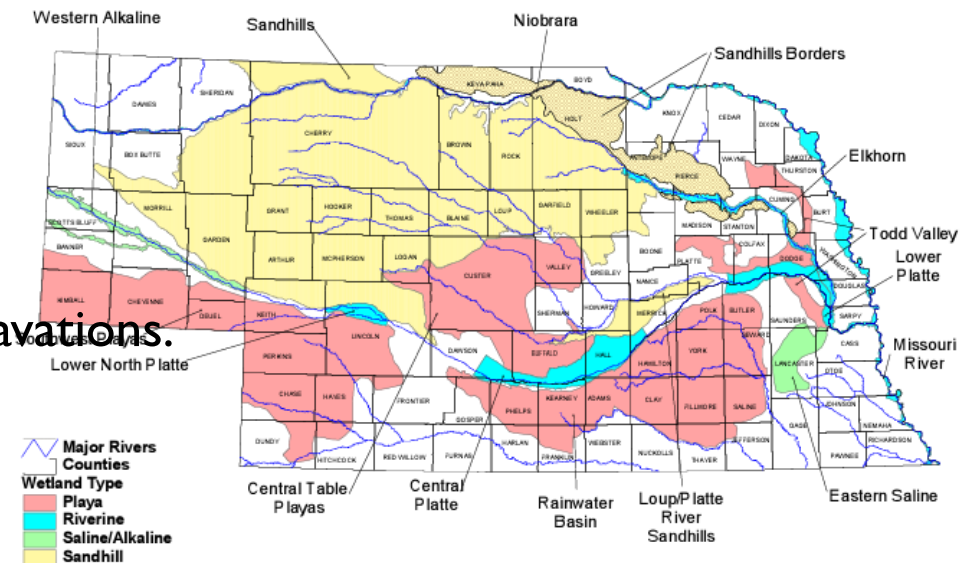 Western Alkaline
Sandhills
Niobrara
Sandhills Borders
BOYD
KEYA PAHA
SHERIDAN
DAWES
KNOX
CEDAR
DIXON
HOLT
CHERRY
SIOUX
BOX BUTTE
BROWN
ROCK
DAKOTA
Elkhorn
WAYNE
THURSTON
PIERCE
CUMING
BURT
MORRILL
GRANT
HOOKER
THOMAS
BLAINE
LOUP
GARFIELD
WHEELER
MADISON
STANTON
Todd Valley
SCOTTS BLUFF
BANNER
GARDEN
ARTHUR
MCPHERSON
LOGAN
CUSTER
VALLEY
GREELEY
BOONE
PLATTE
COLFAX
DODGE
WASHINGTON
Lower
Platte
NANCE
DOUGLAS
KIMBALL
CHEYENNE
DEUEL
KEITH
LINCOLN
SHERMAN
HOWARD
MERRICK
POLK
BUTLER
SAUNDERS
SARPY
avations.
Lower North Platte
PERKINS
DAWSON
BUFFALO
HALL
HAMILTON
YORK
SEWARD
LANCASTER
CASS
OTOE
Missouri
River
CHASE
HAYES
FRONTIER
GOSPER
PHELPS
KEARNEY
ADAMS
CLAY
FILLMORE
SALINE
GAGE
JOHNSON
NEMAHA
DUNDY
HITCHCOCK
RED WILLOW
FURNAS
HARLAN
FRANKLIN
WEBSTER
NUCKOLLS
THAYER
JEFFERSON
PAWNEE
RICHARDSON
Major Rivers
Counties
Wetland Type
Playa
Riverine
Saline/Alkaline
Sandhill
Central Table
Playas
Central
Platte
Rainwater
Basin
Loup/Platte
River
Sandhills
Eastern Saline